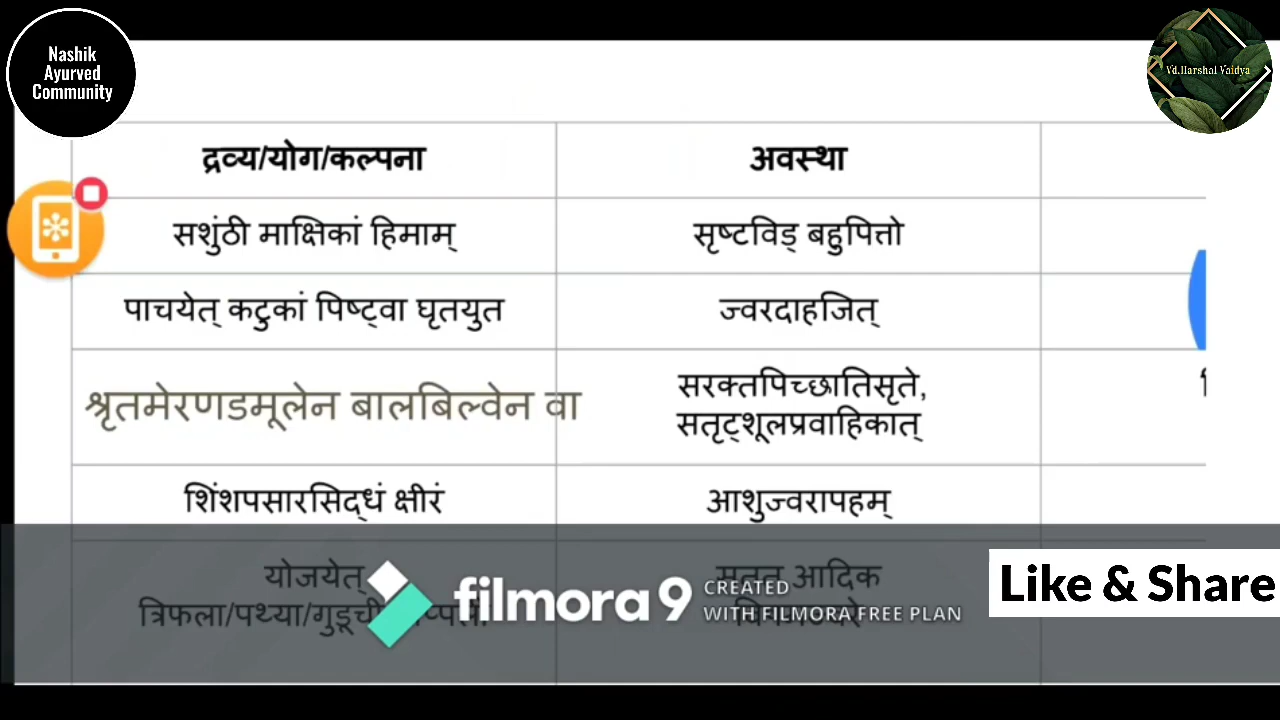 Nashik
Ayurved
Community
Vd.Harshal Vaidya
द्रव्य/योग/कल्पना
अवस्था
सशुंठी माक्षिकां हिमाम्
सृष्टविड् बहुपित्तो
पाचयेत् कटुकां पिष्ट्वा घृतयुत
ज्वरदाहजित्
श्रृतमेरणडमूलेन बालबिल्वेन वा
सरक्तपिच्छातिसृते,
सतृट्शूलप्रवाहिकात्
शिंशपसारसिद्धं क्षीरं
आशुज्वरापहम्
योजयेत्
आदिक
त्रिफला/पथ्या/गुडूची
filmora 9
CREATED
WITH FILMORA FREE PLAN
Like & Share